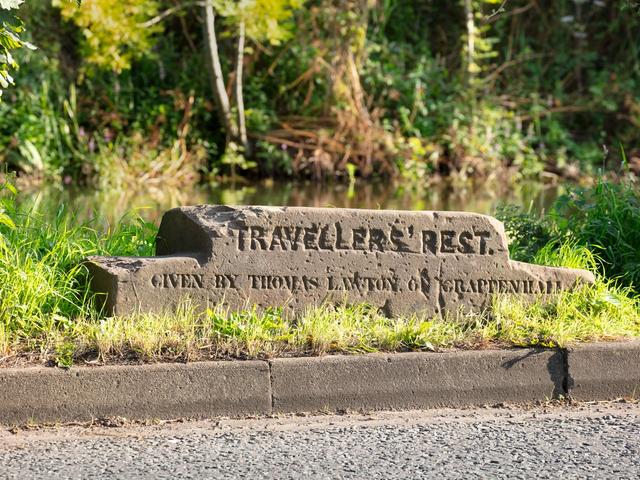 TRAVELLERS' REST.
GIVEN BY THOMAS LAWTON, OF GRAPPENHALL